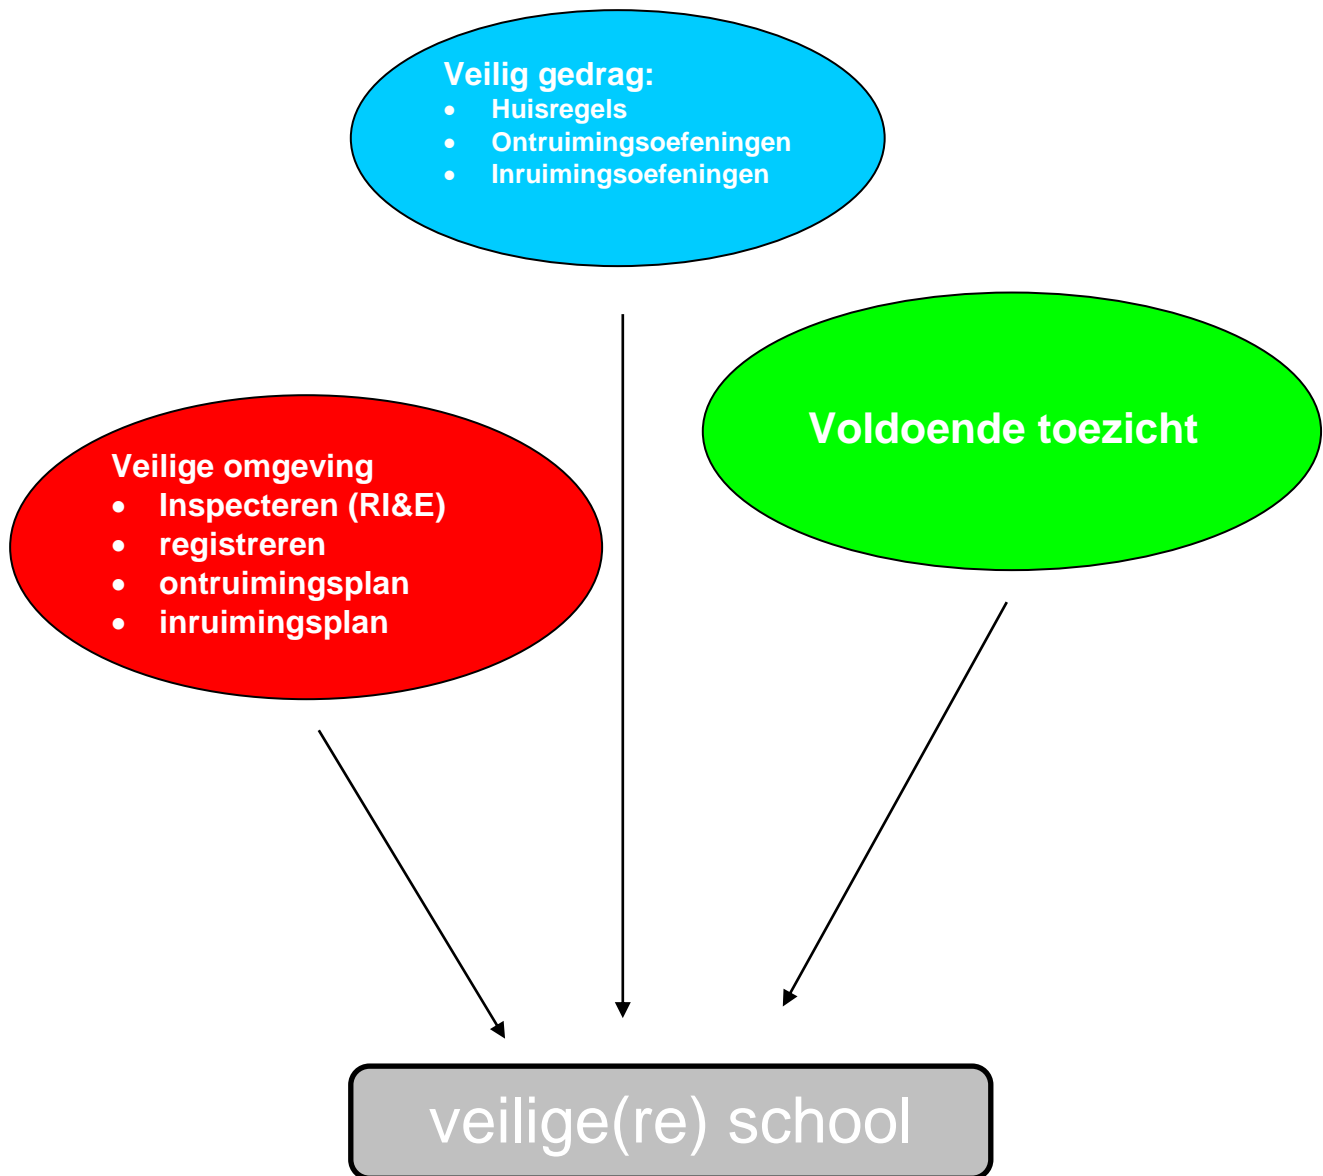 Veilig gedrag:
• Huisregels
• Ontruimingsoefeningen
• Inruimingsoefeningen
Voldoende toezicht
Veilige omgeving
• Inspecteren (RI&E)
• registreren
• ontruimingsplan
• inruimingsplan
veilige(re) school